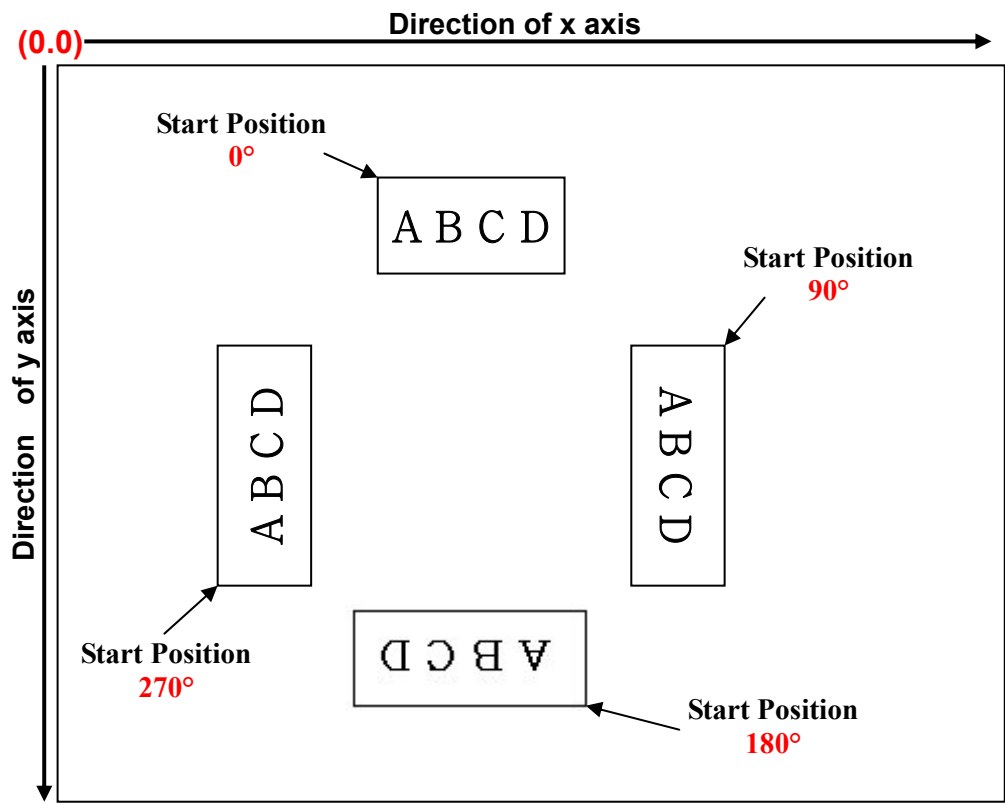 Direction of x axis
(0.0)
Start Position
0°
A B C D
Start Position
90°
Direction of y axis
A B C D
A B C D
Start Position
270°
A B C D
Start Position
180°